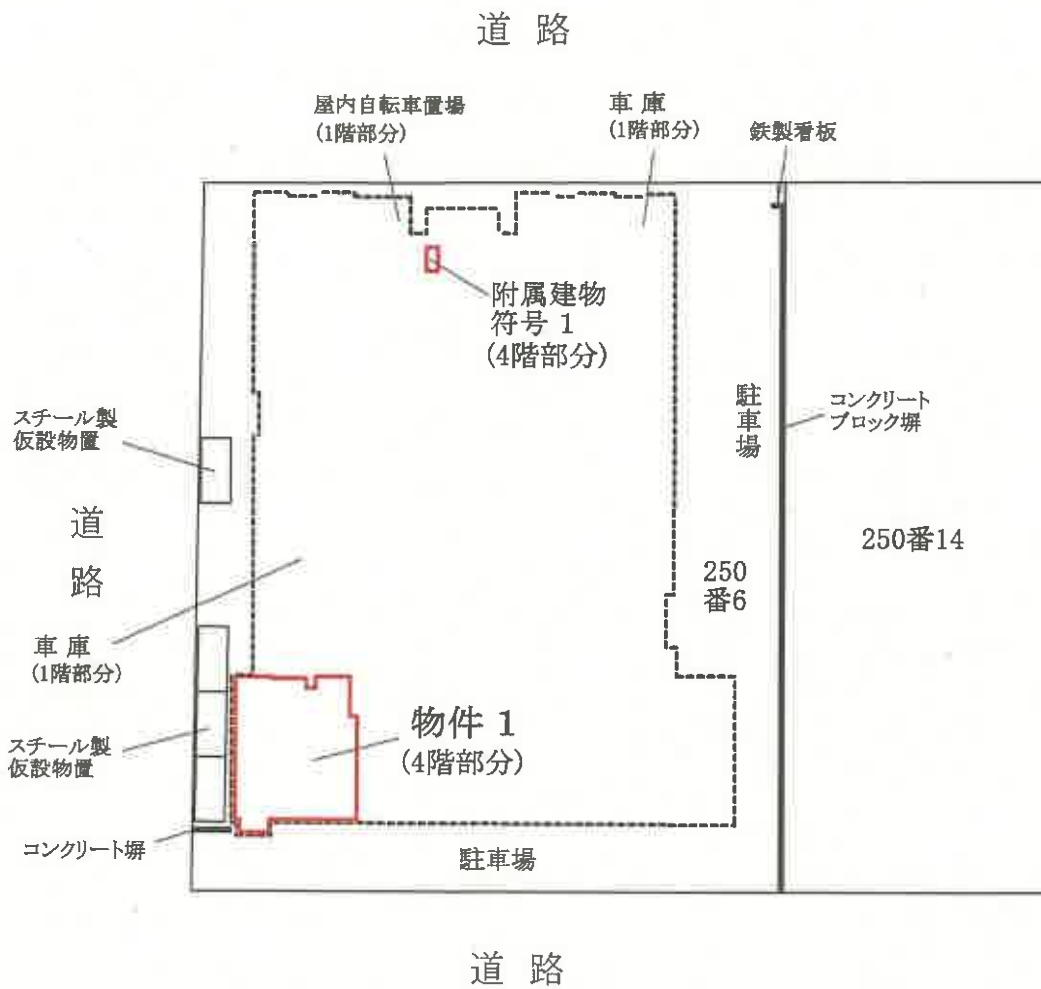 道 路
屋内自転車置場
(1階部分)
車 庫
(1階部分)
鉄製看板
附属建物
符号 1
(4階部分)
スチール製
仮設物置
駐車場
コンクリート
ブロック塀
道路
250番14
250
番6
車 庫
(1階部分)
物件 1
(4階部分)
スチール製
仮設物置
コンクリート塀
駐車場
道 路